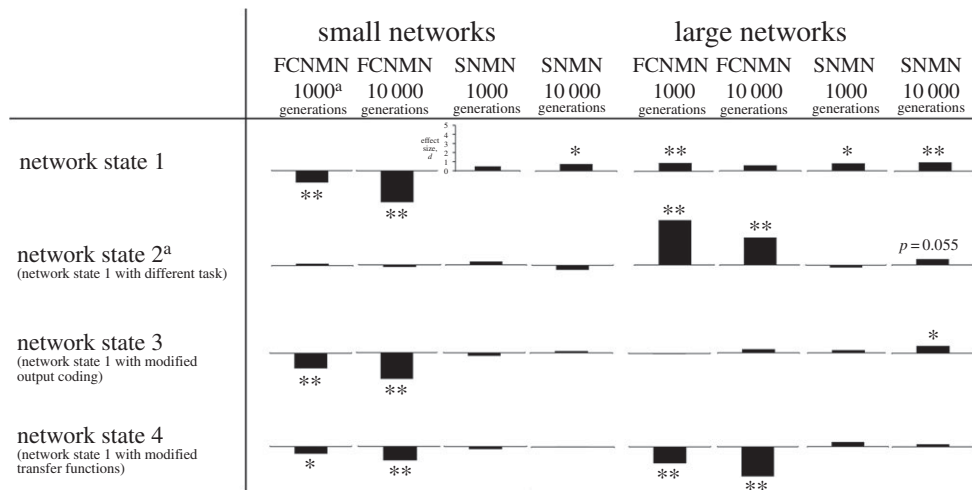 small networks large networks
FCNMN FCNMN SNMN SNMN FCNMN FCNMN SNMN SNMN
1000ª 10 000 1000 10 000 1000 10 000 1000 10 000
generations generations generations generations generations generations generations generations
network state 1
effect
size,
d
5
4
3
2
1
0
** ** * ** * **
network state 2ª
(network state 1 with different task)
** ** p = 0.055
network state 3
(network state 1 with modified
output coding)
** ** *
network state 4
(network state 1 with modified
transfer functions)
* ** ** **